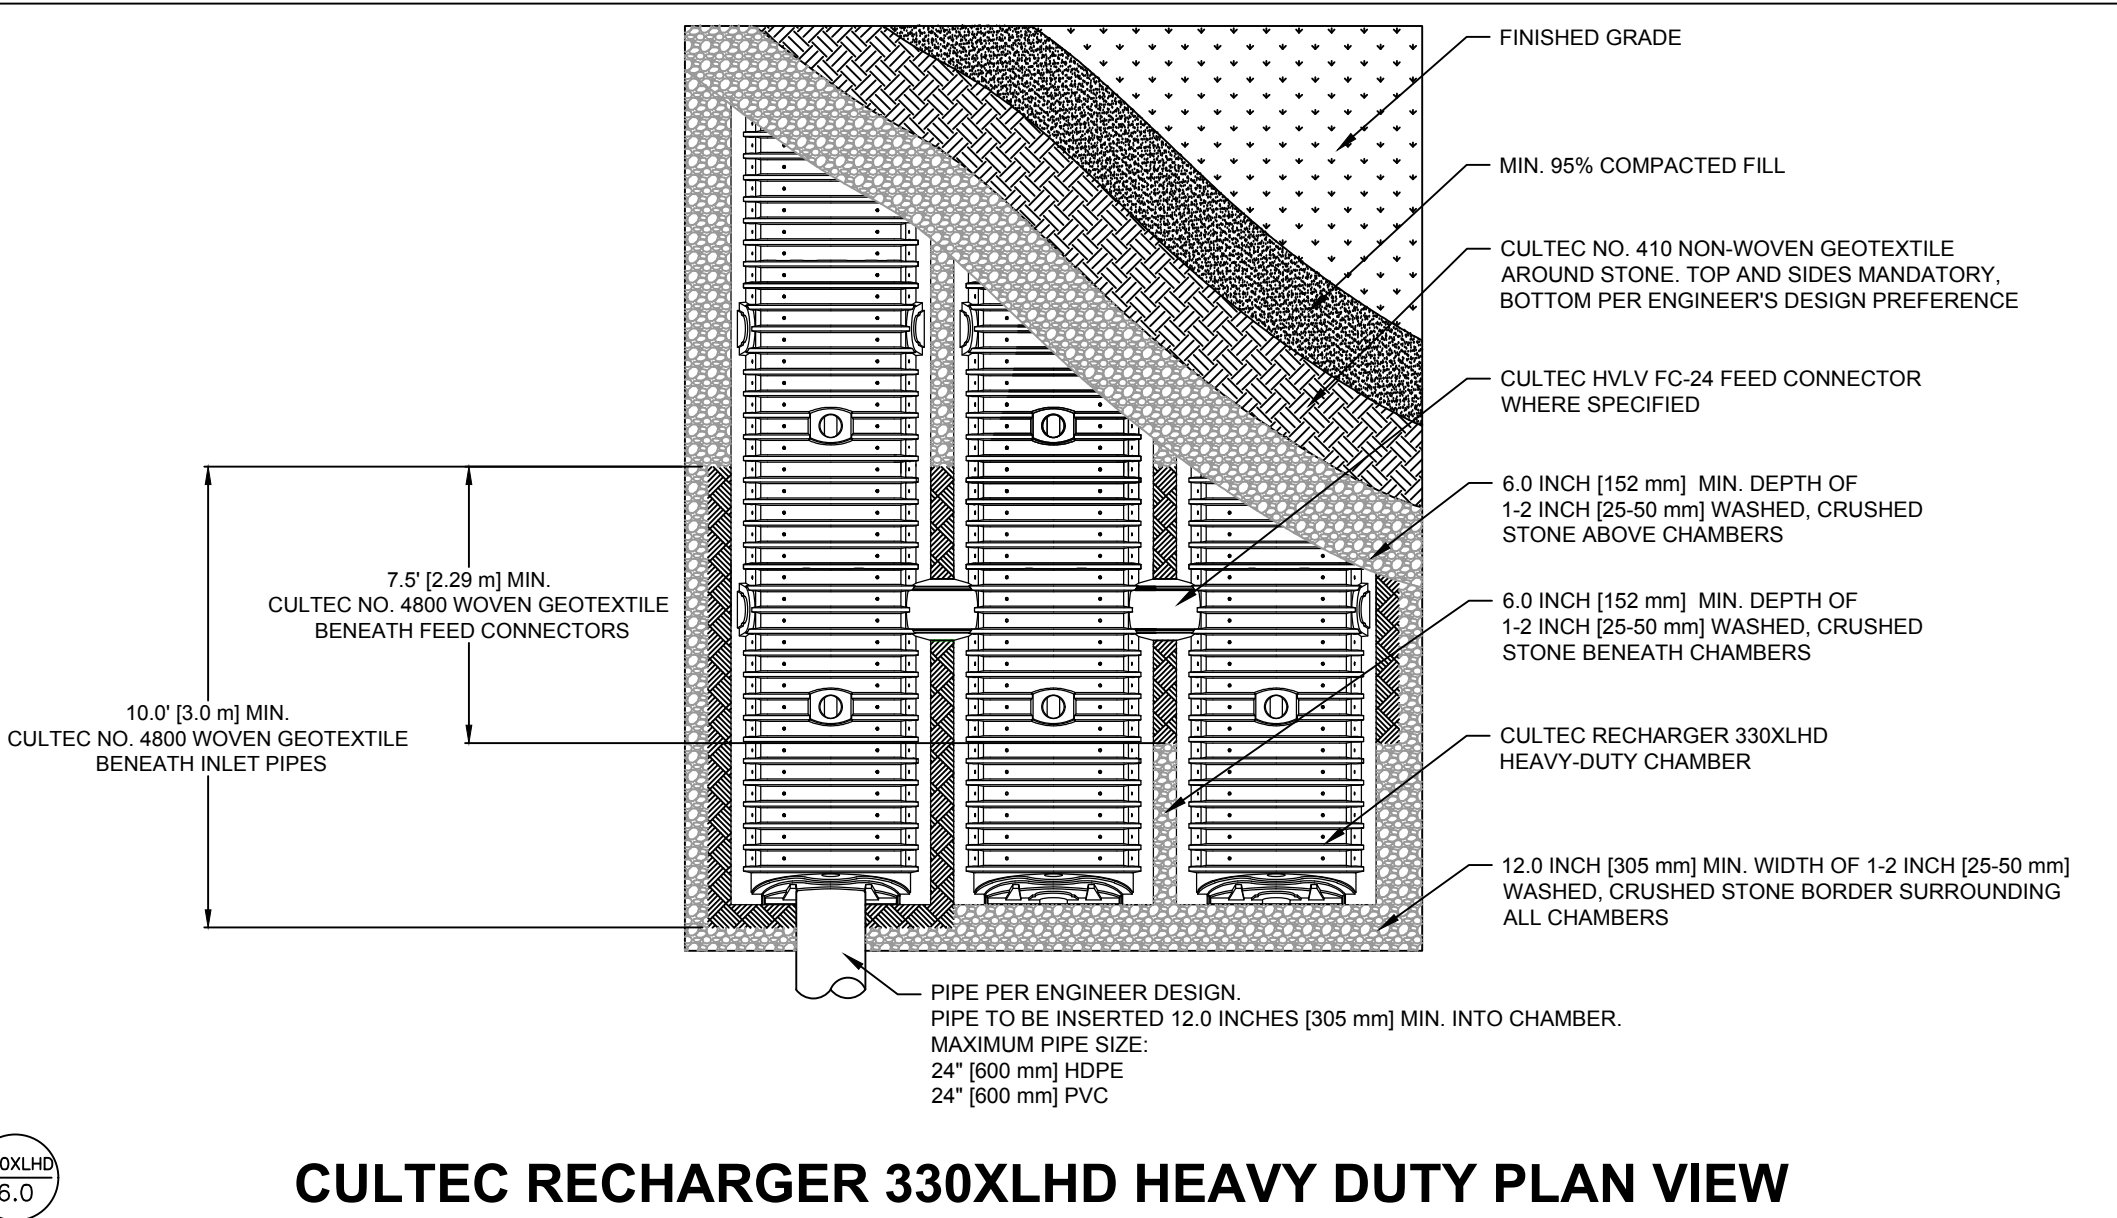 FINISHED GRADE
MIN. 95% COMPACTED FILL
CULTEC NO. 410 NON-WOVEN GEOTEXTILE
AROUND STONE. TOP AND SIDES MANDATORY,
BOTTOM PER ENGINEER'S DESIGN PREFERENCE
CULTEC HVLV FC-24 FEED CONNECTOR
WHERE SPECIFIED
6.0 INCH [152 mm] MIN. DEPTH OF
1-2 INCH [25-50 mm] WASHED, CRUSHED
STONE ABOVE CHAMBERS
7.5' [2.29 m] MIN.
CULTEC NO. 4800 WOVEN GEOTEXTILE
BENEATH FEED CONNECTORS
6.0 INCH [152 mm] MIN. DEPTH OF
1-2 INCH [25-50 mm] WASHED, CRUSHED
STONE BENEATH CHAMBERS
10.0' [3.0 m] MIN.
CULTEC NO. 4800 WOVEN GEOTEXTILE
BENEATH INLET PIPES
CULTEC RECHARGER 330XLHD
HEAVY-DUTY CHAMBER
12.0 INCH [305 mm] MIN. WIDTH OF 1-2 INCH [25-50 mm]
WASHED, CRUSHED STONE BORDER SURROUNDING
ALL CHAMBERS
PIPE PER ENGINEER DESIGN.
PIPE TO BE INSERTED 12.0 INCHES [305 mm] MIN. INTO CHAMBER.
MAXIMUM PIPE SIZE:
24" [600 mm] HDPE
24" [600 mm] PVC
0XLHD
6.0
CULTEC RECHARGER 330XLHD HEAVY DUTY PLAN VIEW